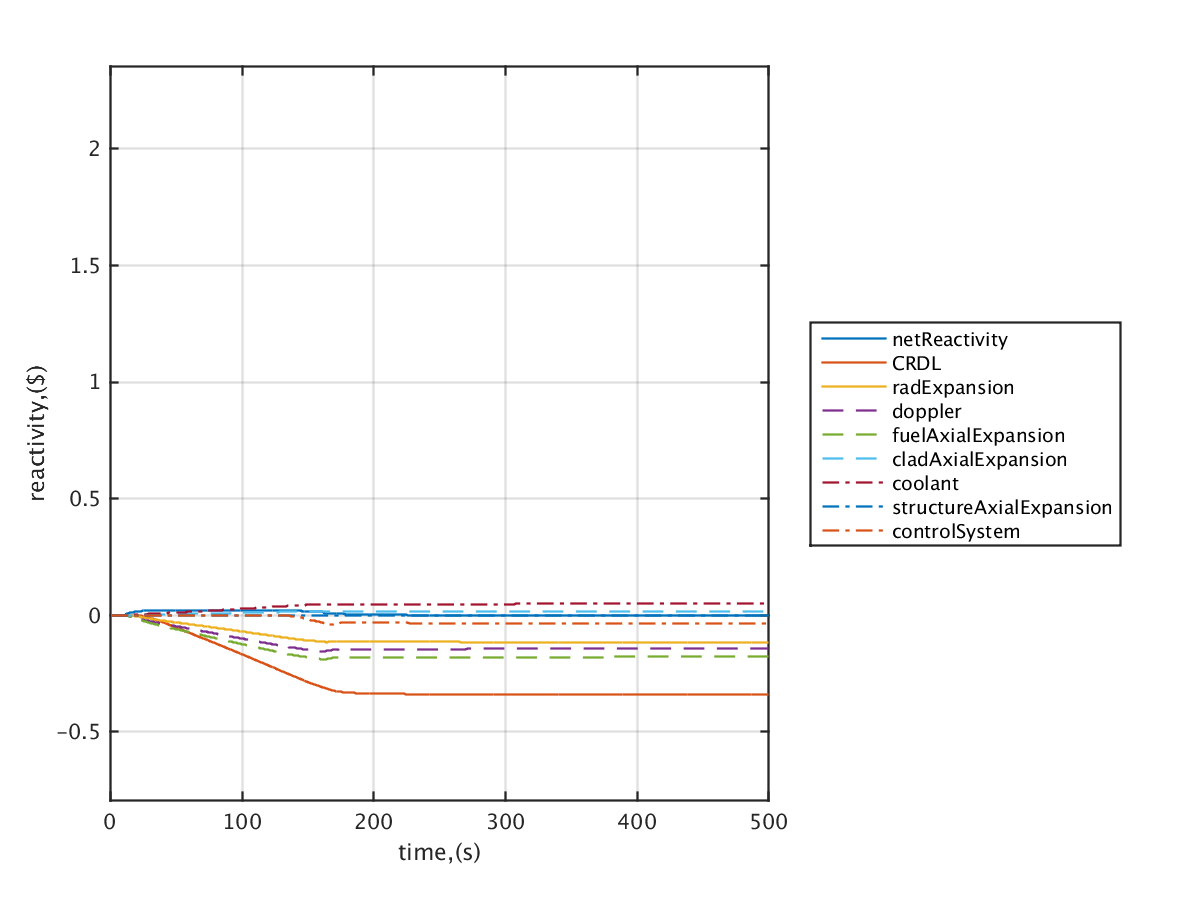 2
1.5
1
0.5
0
−0.5
reactivity,($)
0 100 200 300 400 500
time,(s)
netReactivity
CRDL
radExpansion
doppler
fuelAxialExpansion
cladAxialExpansion
coolant
structureAxialExpansion
controlSystem